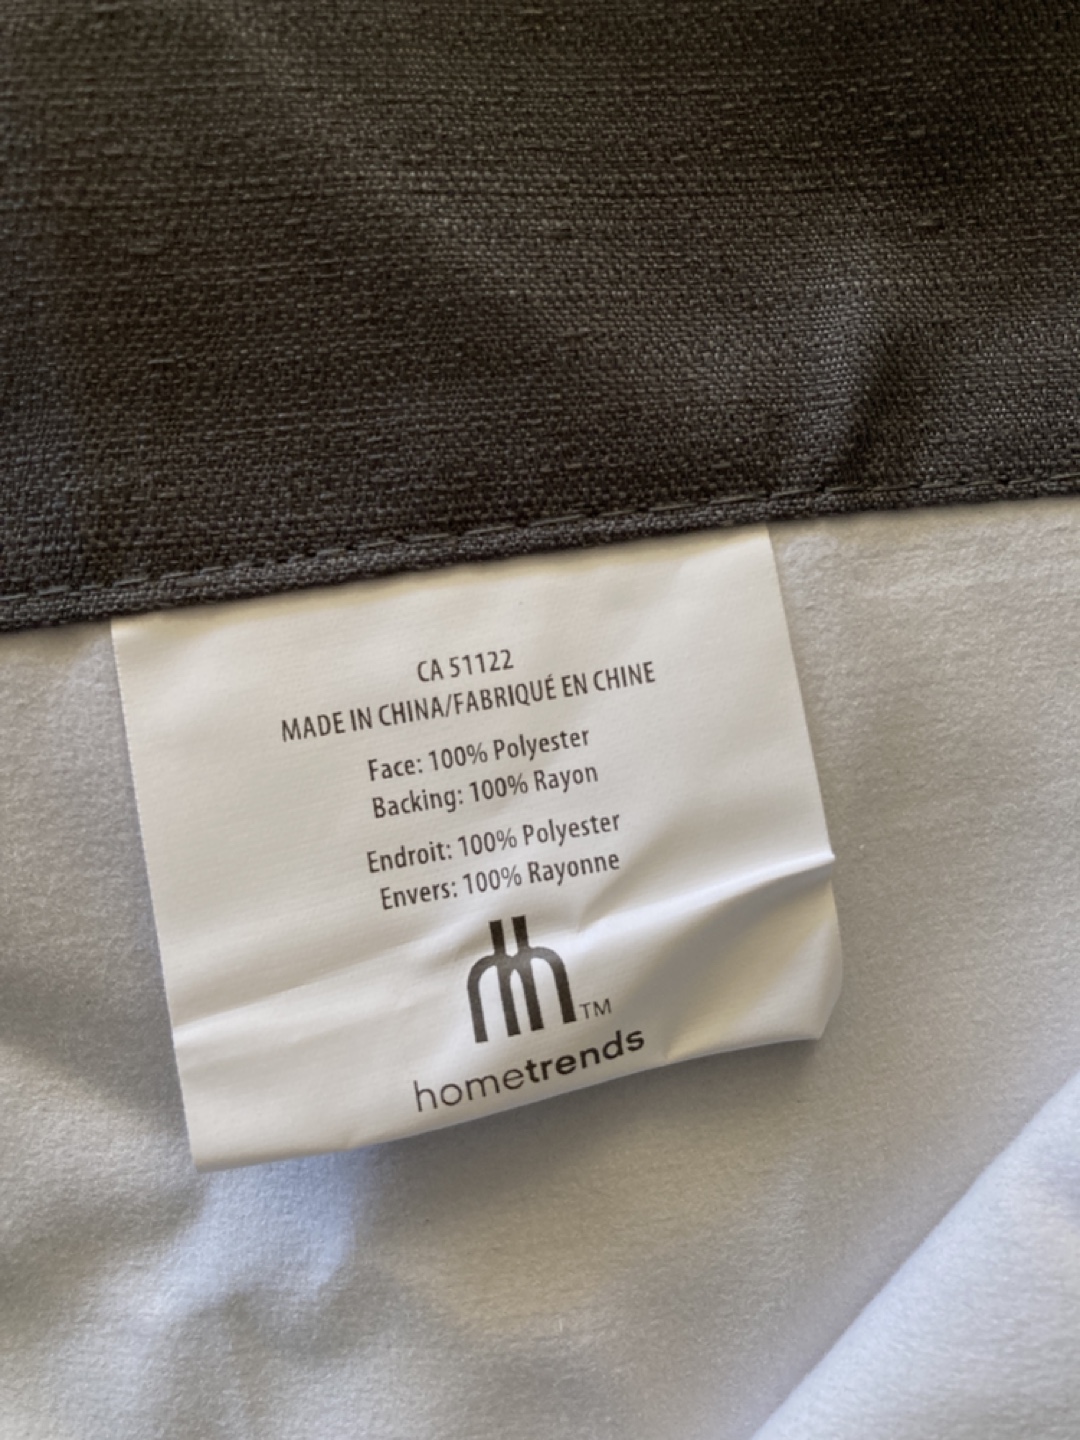 CA 51122
MADE IN CHINA/FABRIQUÉ EN CHINE
Face: 100% Polyester
Backing: 100% Rayon
Endroit: 100% Polyester
Envers: 100% Rayonne
TM
hometrends